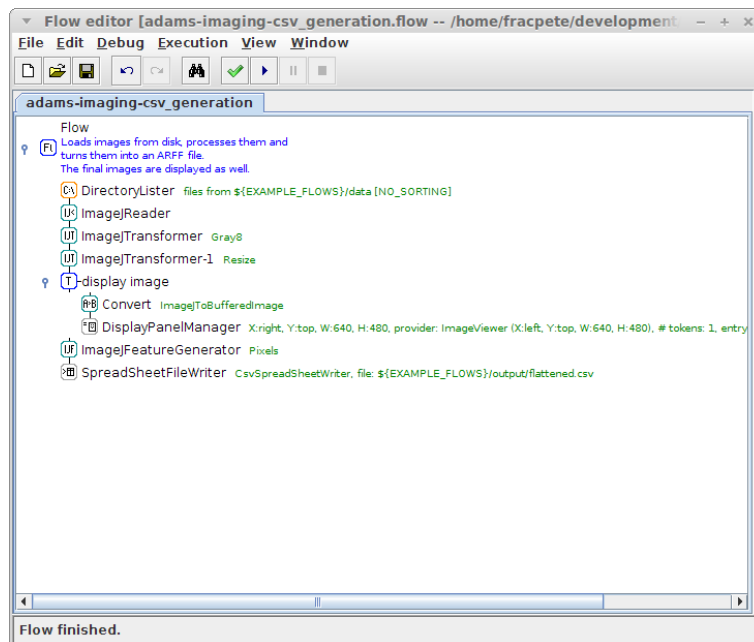 Flow editor [adams-imaging-csv_generation.flow -- /home/fracpete/development
File Edit Debug Execution View Window
adams-imaging-csv_generation
Flow
Loads images from disk, processes them and
turns them into an ARFF file.
The final images are displayed as well.
DirectoryLister files from ${EXAMPLE_FLOWS}/data [NO_SORTING]
ImageJReader
ImageJTransformer Gray8
ImageJTransformer-1 Resize
display image
Convert ImageJToBufferedImage
DisplayPanelManager X:right, Y:top, W:640, H:480, provider: ImageViewer (X:left, Y:top, W:640, H:480), # tokens: 1, entry
ImageJFeatureGenerator Pixels
SpreadSheetFileWriter CsvSpreadSheetWriter, file: ${EXAMPLE_FLOWS}/output/flattened.csv
Flow finished.